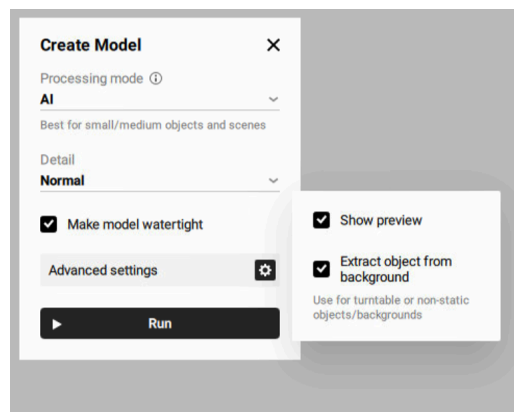 Create Model
Processing mode
AI
Best for small/medium objects and scenes
Detail
Normal
Make model watertight
Advanced settings
Run
Show preview
Extract object from
background
Use for turntable or non-static
objects/backgrounds